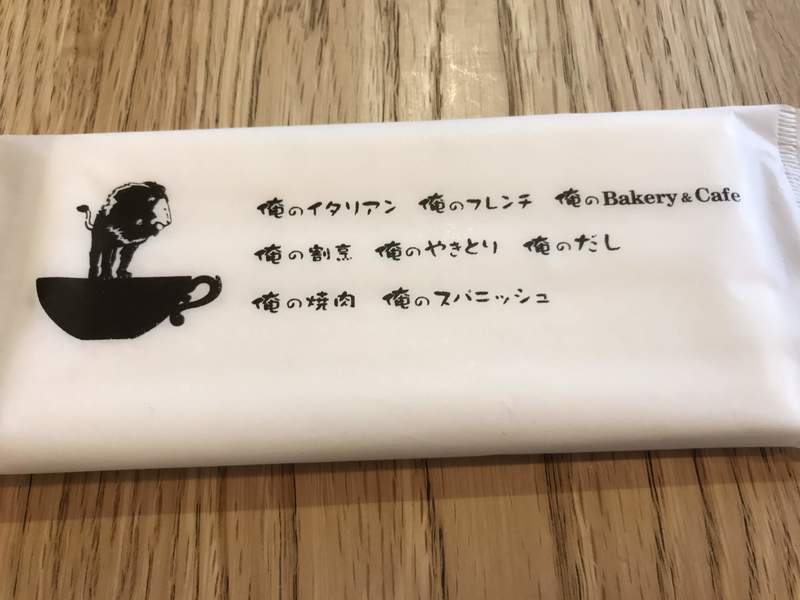 俺のイタリアン 俺のフレンチ 俺のBakery & Cafe
俺の割烹 俺のやきとり 俺のだし
俺の焼肉 俺のスパニッシュ